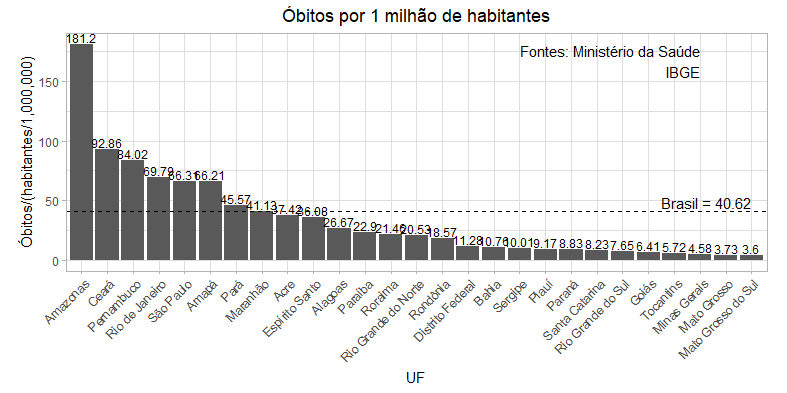 Óbitos por 1 milhão de habitantes
Fontes: Ministério da Saúde
IBGE
Óbitos/(habitantes/1,000,000)
150
100
50
0
181.2
92.86
84.02
69.79
66.31
66.21
45.57
41.13
37.42
36.08
26.67
22.9
21.46
20.53
18.57
11.28
10.76
10.01
9.17
8.83
8.23
7.65
6.41
5.72
4.58
3.73
3.6
Brasil = 40.62
Amazonas
Ceará
Pernambuco
Rio de Janeiro
São Paulo
Amapá
Pará
Maranhão
Acre
Espírito Santo
Alagoas
Paraíba
Roraima
Rio Grande do Norte
Rondônia
Distrito Federal
Bahia
Sergipe
Piauí
Paraná
Santa Catarina
Rio Grande do Sul
Goiás
Tocantins
Minas Gerais
Mato Grosso
Mato Grosso do Sul
UF